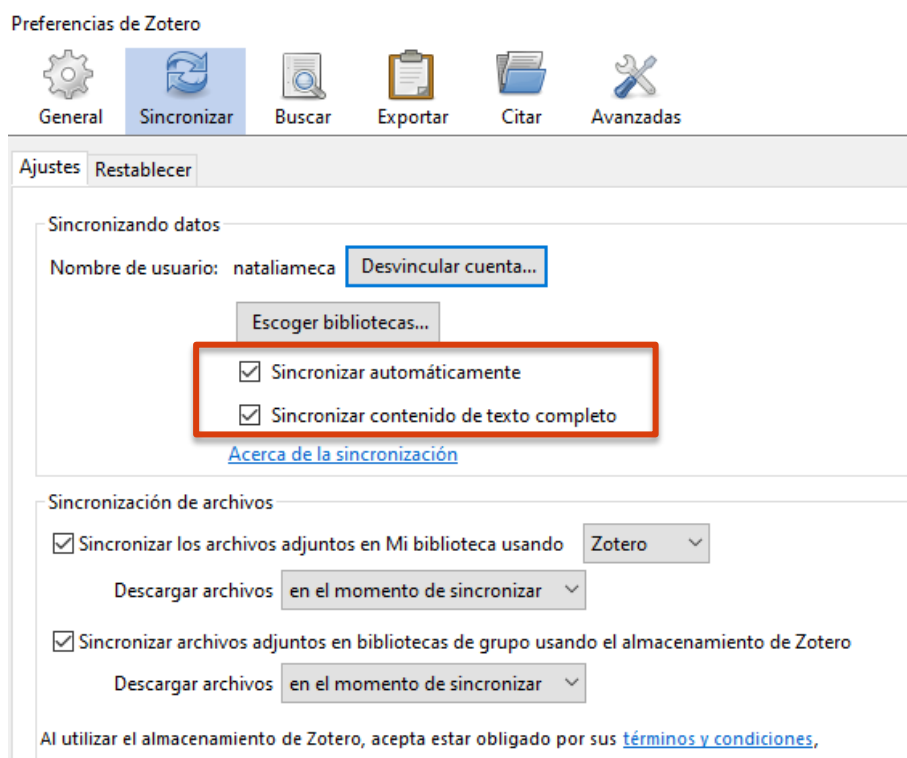 Preferencias de Zotero
General Sincronizar Buscar Exportar Citar Avanzadas
Ajustes Restablecer
Sincronizando datos
Nombre de usuario: nataliameca Desvincular cuenta...
Escoger bibliotecas...
Sincronizar automáticamente
Sincronizar contenido de texto completo
Acerca de la sincronización
Sincronización de archivos
Sincronizar los archivos adjuntos en Mi biblioteca usando Zotero
Descargar archivos en el momento de sincronizar
Sincronizar archivos adjuntos en bibliotecas de grupo usando el almacenamiento de Zotero
Descargar archivos en el momento de sincronizar
Al utilizar el almacenamiento de Zotero, acepta estar obligado por sus términos y condiciones,